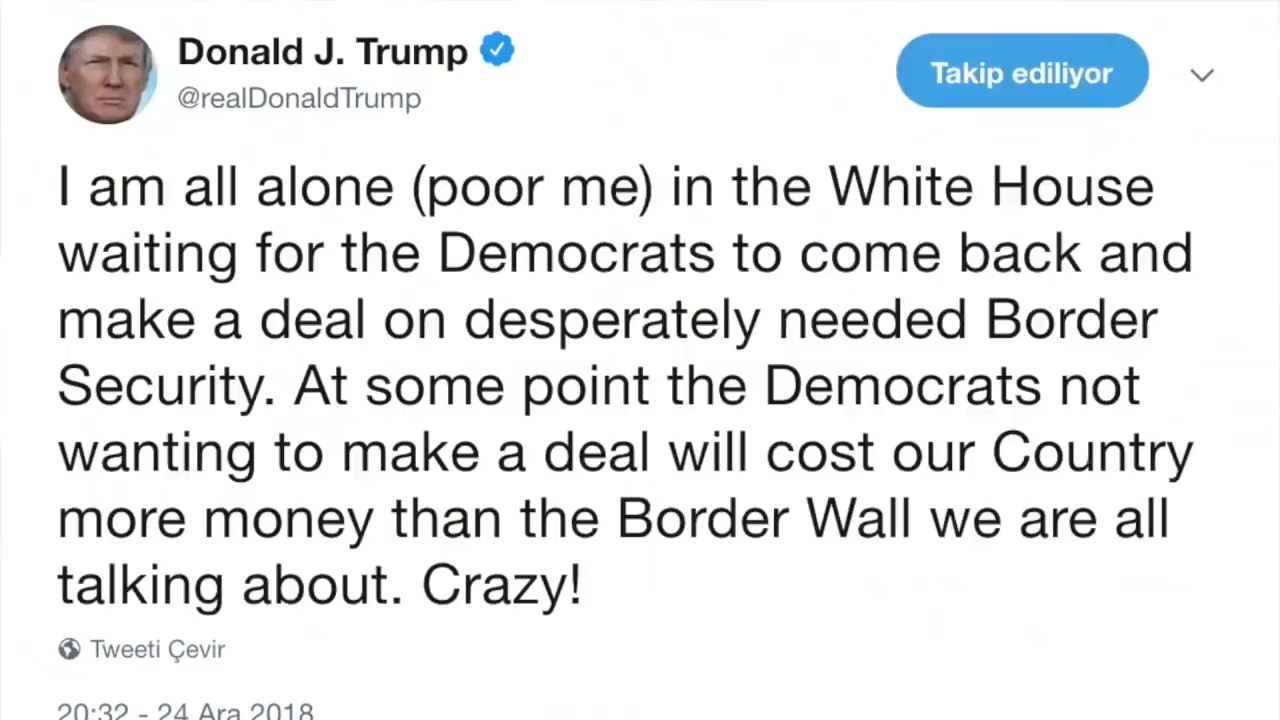 Donald J. Trump
@realDonaldTrump
Takip ediliyor
I am all alone (poor me) in the White House
waiting for the Democrats to come back and
make a deal on desperately needed Border
Security. At some point the Democrats not
wanting to make a deal will cost our Country
more money than the Border Wall we are all
talking about. Crazy!
Tweeti Çevir
20:32 - 24 Ara 2018